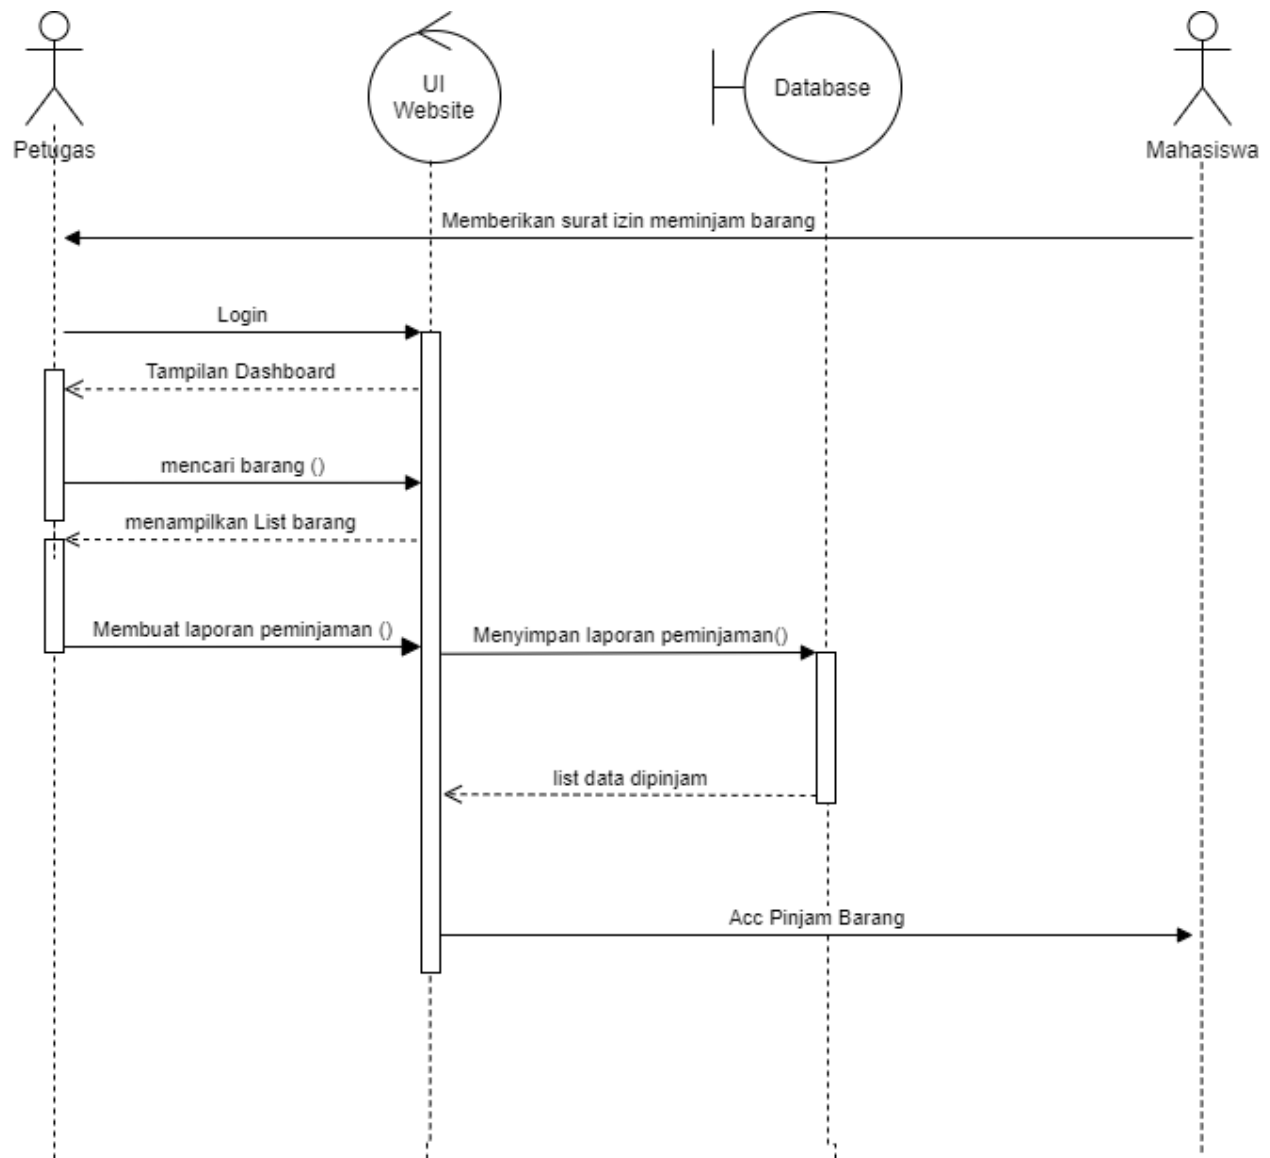 UI
Website
Database
Petugas
Mahasiswa
Memberikan surat izin meminjam barang
Login
Tampilan Dashboard
mencari barang ()
menampilkan List barang
Membuat laporan peminjaman ()
Menyimpan laporan peminjaman()
list data dipinjam
Acc Pinjam Barang